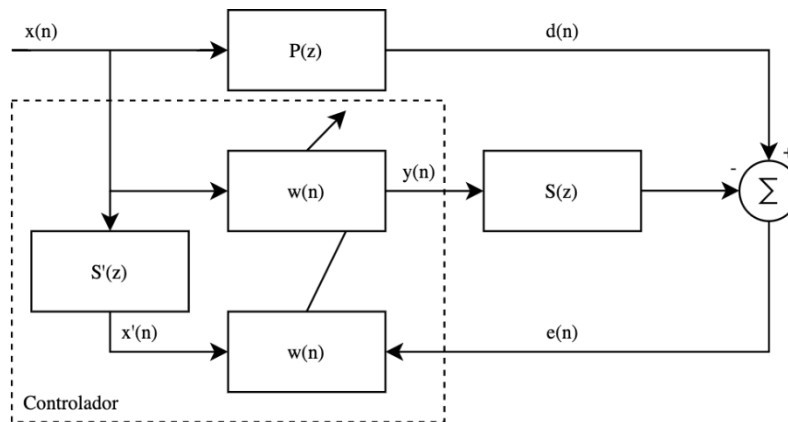 x(n)
d(n)
P(z)
+
-
y(n)
w(n)
S(z)
∑
S'(z)
x'(n)
w(n)
e(n)
Controlador